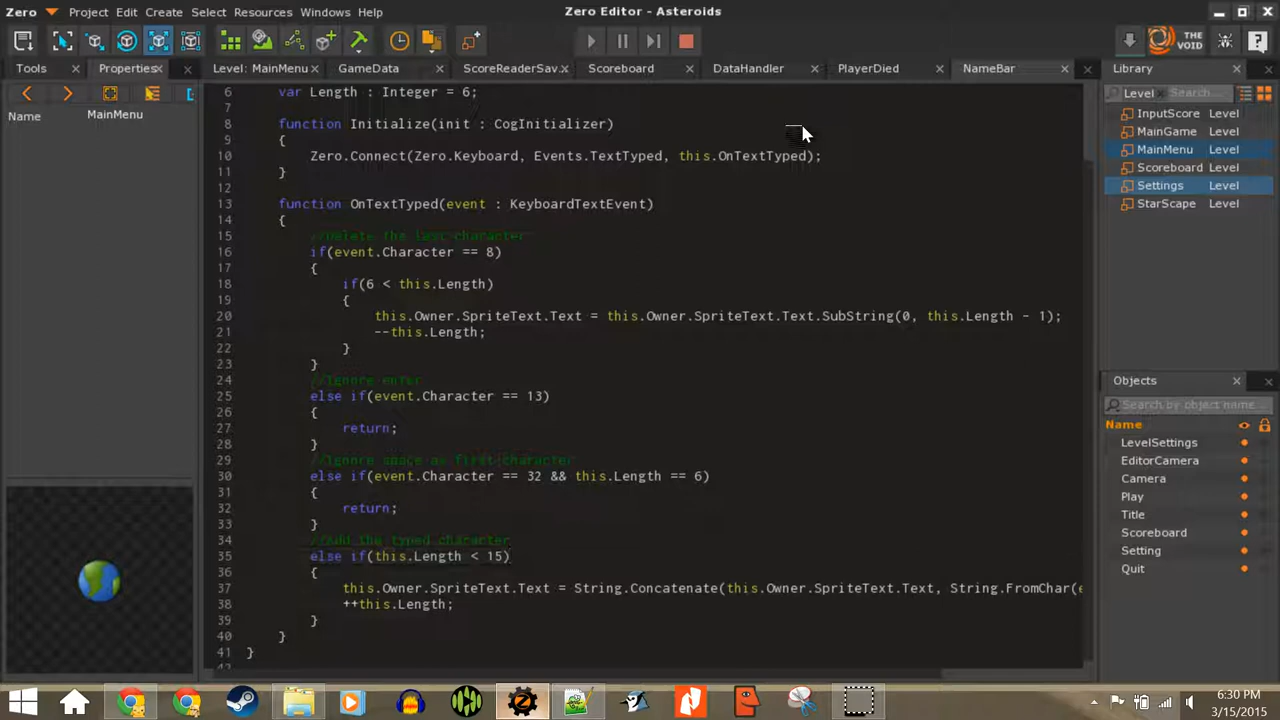 Zero Project Edit Create Select Resources Windows Help Zero Editor - Asteroids
THE VOID
Tools Properties Level: MainMenu GameData ScoreReaderSav. Scoreboard DataHandler PlayerDied NameBar Library
Name MainMenu
Level Search...
InputScore Level
MainGame Level
MainMenu Level
Scoreboard Level
Settings Level
StarScape Level
6 var Length : Integer = 6;
7
8 function Initialize(init : CogInitializer)
9 {
10 Zero.Connect(Zero.Keyboard, Events.TextTyped, this.OnTextTyped);
11 }
12
13 function OnTextTyped(event : KeyboardTextEvent)
14 {
15 //Delete the last character
16 if(event.Character == 8)
17 {
18 if(6 < this.Length)
19 {
20 this.Owner.SpriteText.Text = this.Owner.SpriteText.Text.SubString(0, this.Length - 1);
21 --this.Length;
22 }
23 }
24 //Ignore enter
25 else if(event.Character == 13)
26 {
27 return;
28 }
29 //Ignore space as first character
30 else if(event.Character == 32 && this.Length == 6)
31 {
32 return;
33 }
34 //Add the typed character
35 else if(this.Length < 15)
36 {
37 this.Owner.SpriteText.Text = String.Concatenate(this.Owner.SpriteText.Text, String.FromChar(e
38 ++this.Length;
39 }
40 }
41 }
42
Objects
Search by object name...
Name
LevelSettings
EditorCamera
Camera
Play
Title
Scoreboard
Setting
Quit
6:30 PM
3/15/2015